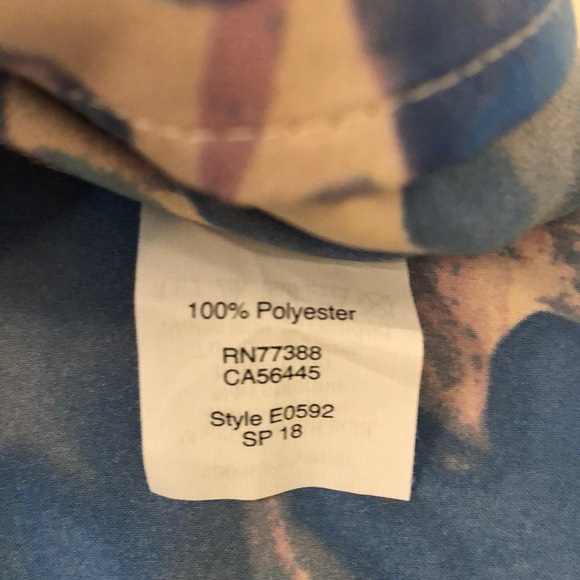 100% Polyester
RN77388
CA56445
Style E0592
SP 18